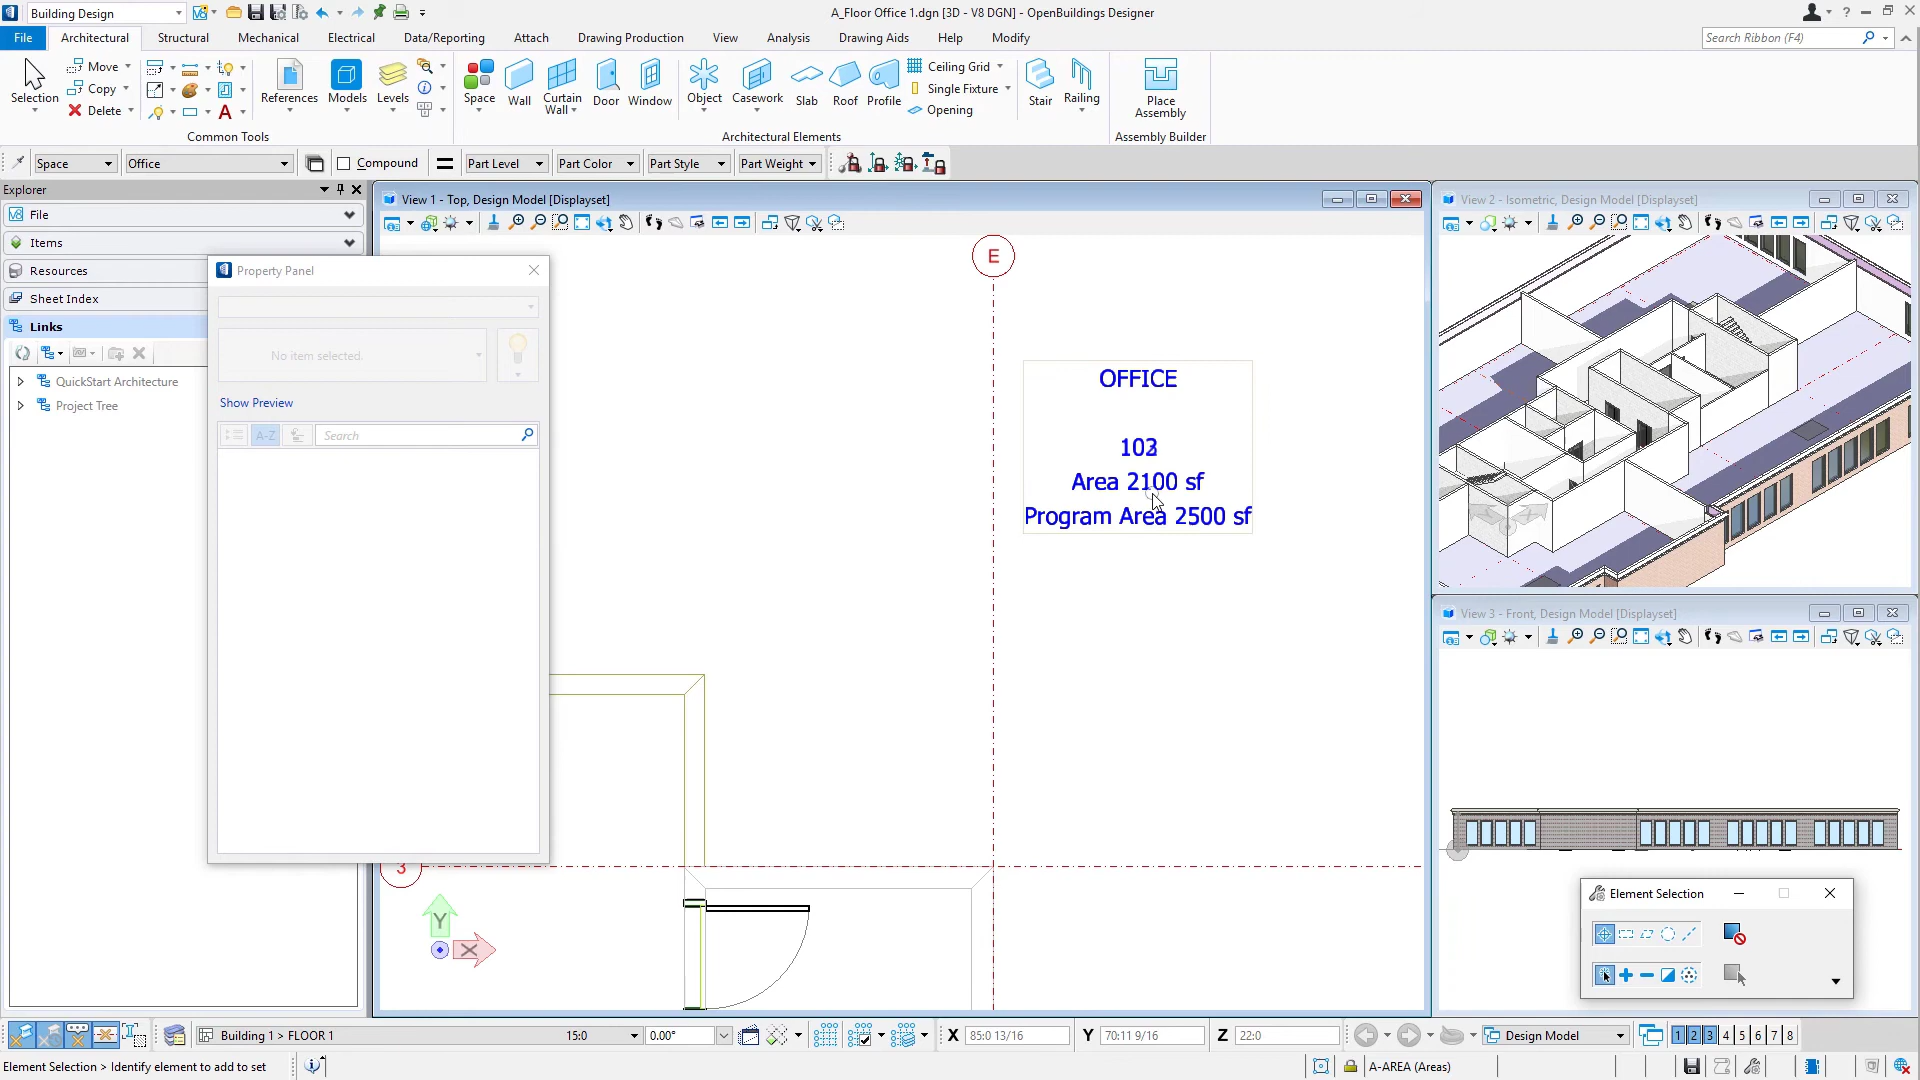 Building Design
A_Floor Office 1.dgn [3D - V8 DGN] - OpenBuildings Designer
File Architectural Structural Mechanical Electrical Data/Reporting Attach Drawing Production View Analysis Drawing Aids Help Modify
Search Ribbon (F4)
Selection Move Copy Delete References Models Levels
Common Tools
Space Wall Curtain Wall Door Window Object Casework Slab Roof Profile Ceiling Grid Single Fixture Opening Stair Railing
Architectural Elements
Place Assembly
Assembly Builder
Space Office Compound Part Level Part Color Part Style Part Weight
Explorer
File
Items
Resources
Sheet Index
Links
QuickStart Architecture
Project Tree
Property Panel
No item selected.
Show Preview
A-Z Search
View 1 - Top, Design Model [Displayset]
E
OFFICE
Area 2100 sf
Program Area 2500 sf
3
Y
X
View 2 - Isometric, Design Model [Displayset]
View 3 - Front, Design Model [Displayset]
Element Selection
Building 1 > FLOOR 1 15:0 0.00° X 85:0 13/16 Y 70:11 9/16 Z 22:0 Design Model 1 2 3 4 5 6 7 8
Element Selection > Identify element to add to set
A-AREA (Areas)